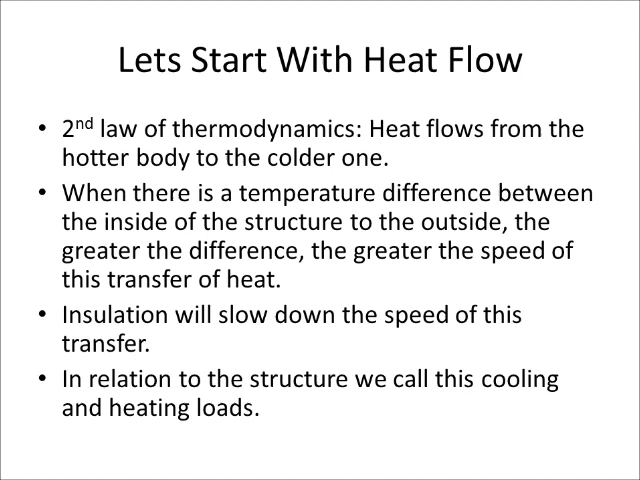 Lets Start With Heat Flow
• 2nd law of thermodynamics: Heat flows from the
hotter body to the colder one.
• When there is a temperature difference between
the inside of the structure to the outside, the
greater the difference, the greater the speed of
this transfer of heat.
• Insulation will slow down the speed of this
transfer.
• In relation to the structure we call this cooling
and heating loads.